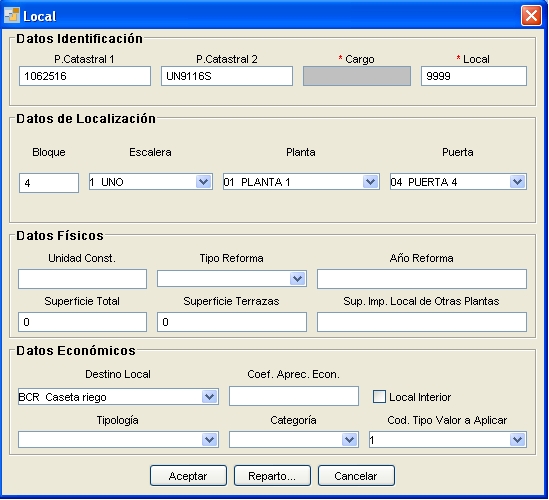 Local
Datos Identificación
P.Catastral 1 P.Catastral 2 * Cargo * Local
1062516 UN9116S 9999
Datos de Localización
Bloque Escalera Planta Puerta
4 1 UNO 01 PLANTA 1 04 PUERTA 4
Datos Físicos
Unidad Const. Tipo Reforma Año Reforma
Superficie Total Superficie Terrazas Sup. Imp. Local de Otras Plantas
0 0
Datos Económicos
Destino Local Coef. Aprec. Econ.
BCR Caseta riego Local Interior
Tipología Categoría Cod. Tipo Valor a Aplicar
1
Aceptar Reparto... Cancelar